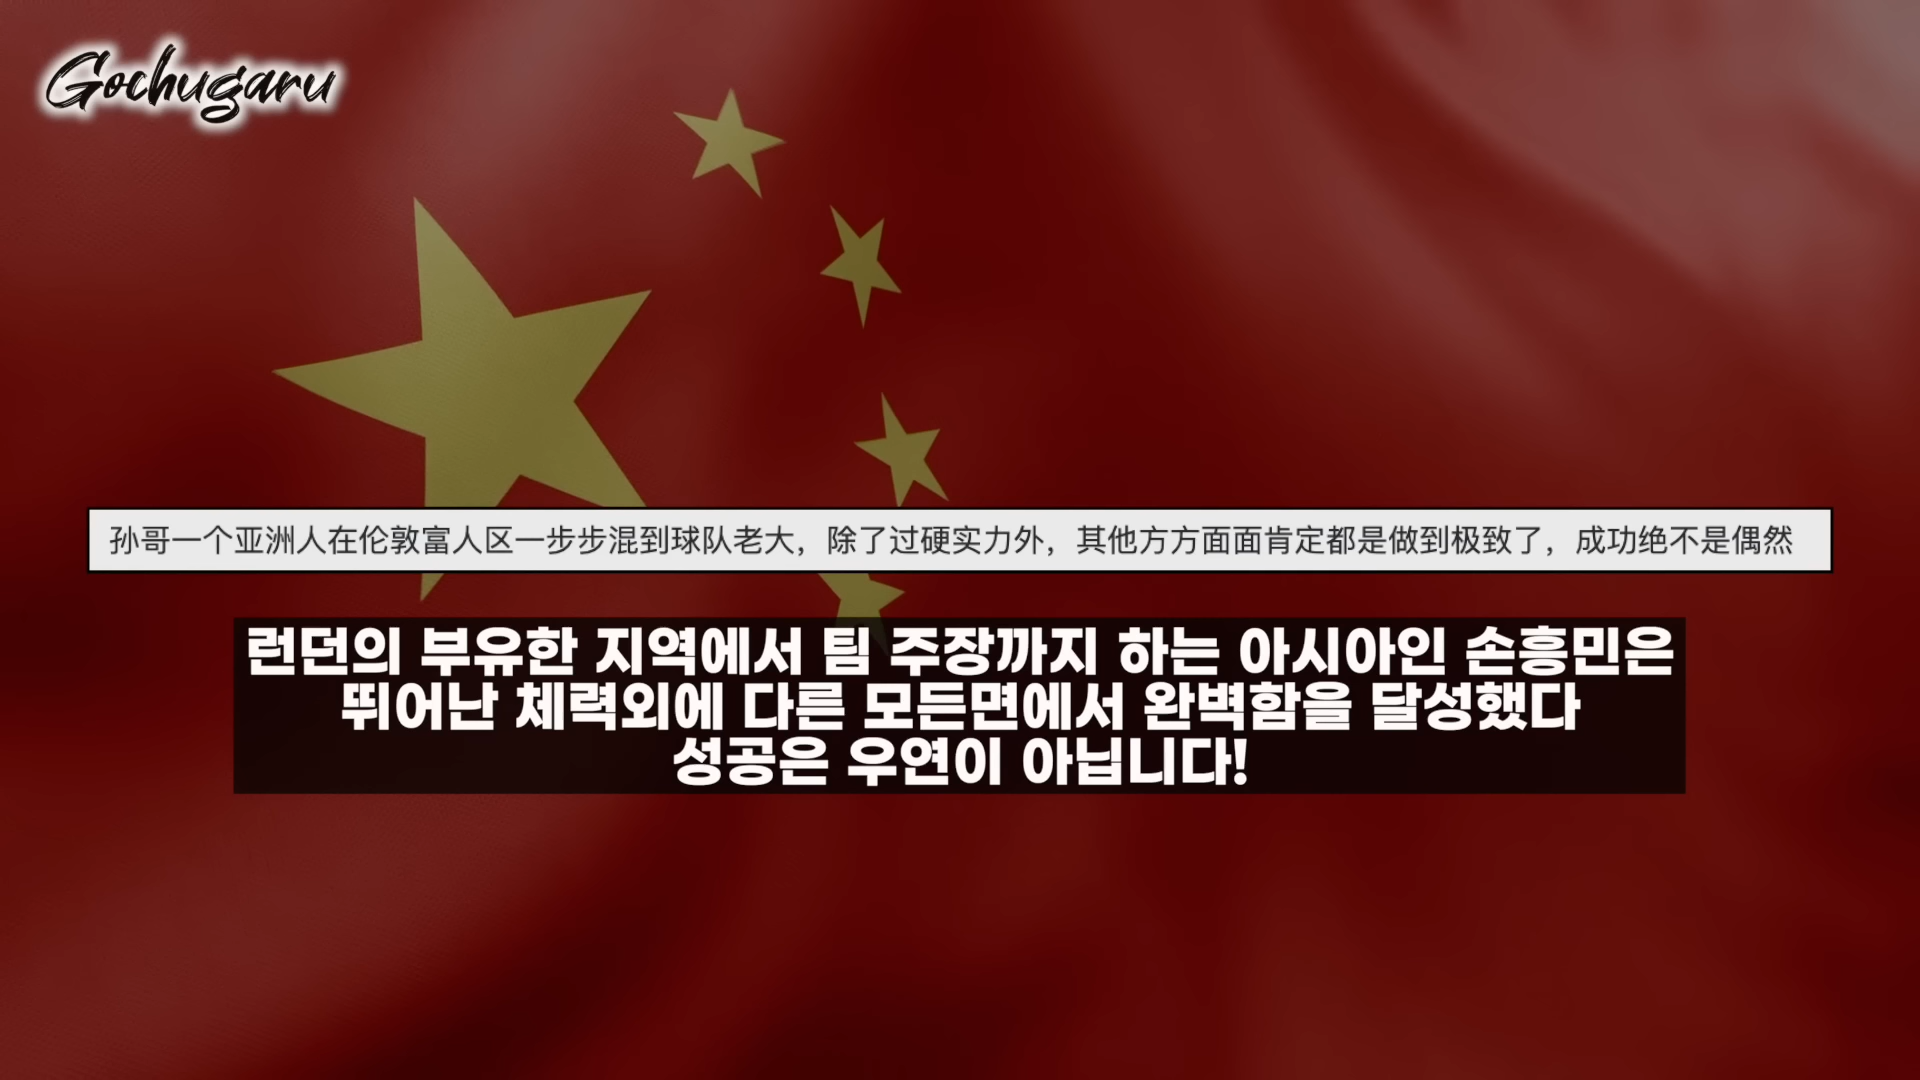 Gochugaru
孙哥一个亚洲人在伦敦富人区一步步混到球队老大，除了过硬实力外，其他方方面面肯定都是做到极致了，成功绝不是偶然
런던의 부유한 지역에서 팀 주장까지 하는 아시아인 손흥민은
뛰어난 체력외에 다른 모든면에서 완벽함을 달성했다
성공은 우연이 아닙니다!